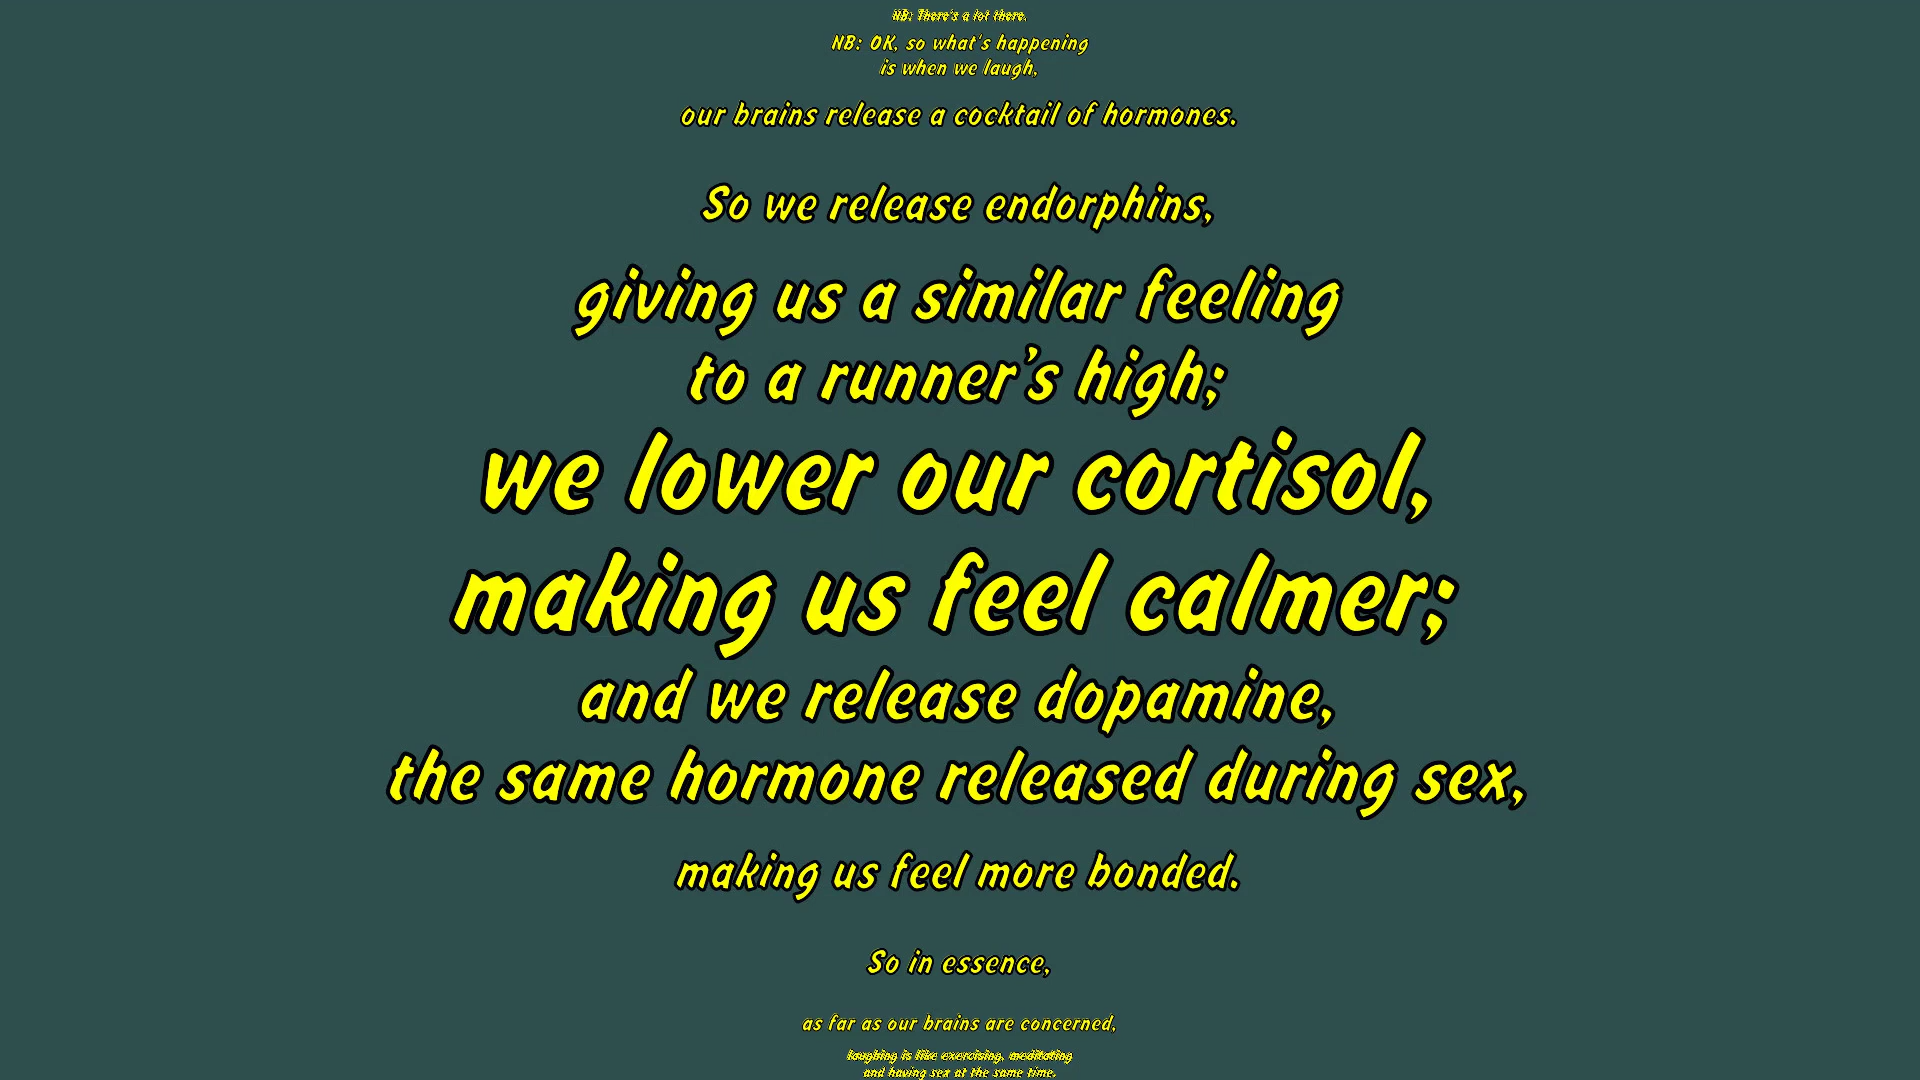 NB: There's a lot there.
NB: OK, so what's happening
is when we laugh,
our brains release a cocktail of hormones.
So we release endorphins,
giving us a similar feeling
to a runner’s high;
we lower our cortisol,
making us feel calmer;
and we release dopamine,
the same hormone released during sex,
making us feel more bonded.
So in essence,
as far as our brains are concerned,
laughing is like exercising, meditating
and having sex at the same time.